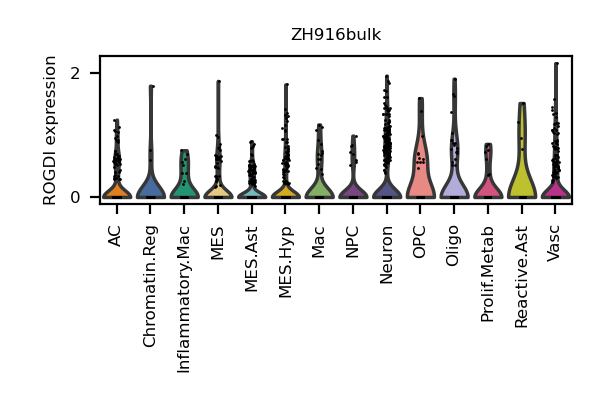 ZH916bulk
ROGDI expression
2
0
AC
Chromatin.Reg
Inflammatory.Mac
MES
MES.Ast
MES.Hyp
Mac
NPC
Neuron
OPC
Oligo
Prolif.Metab
Reactive.Ast
Vasc